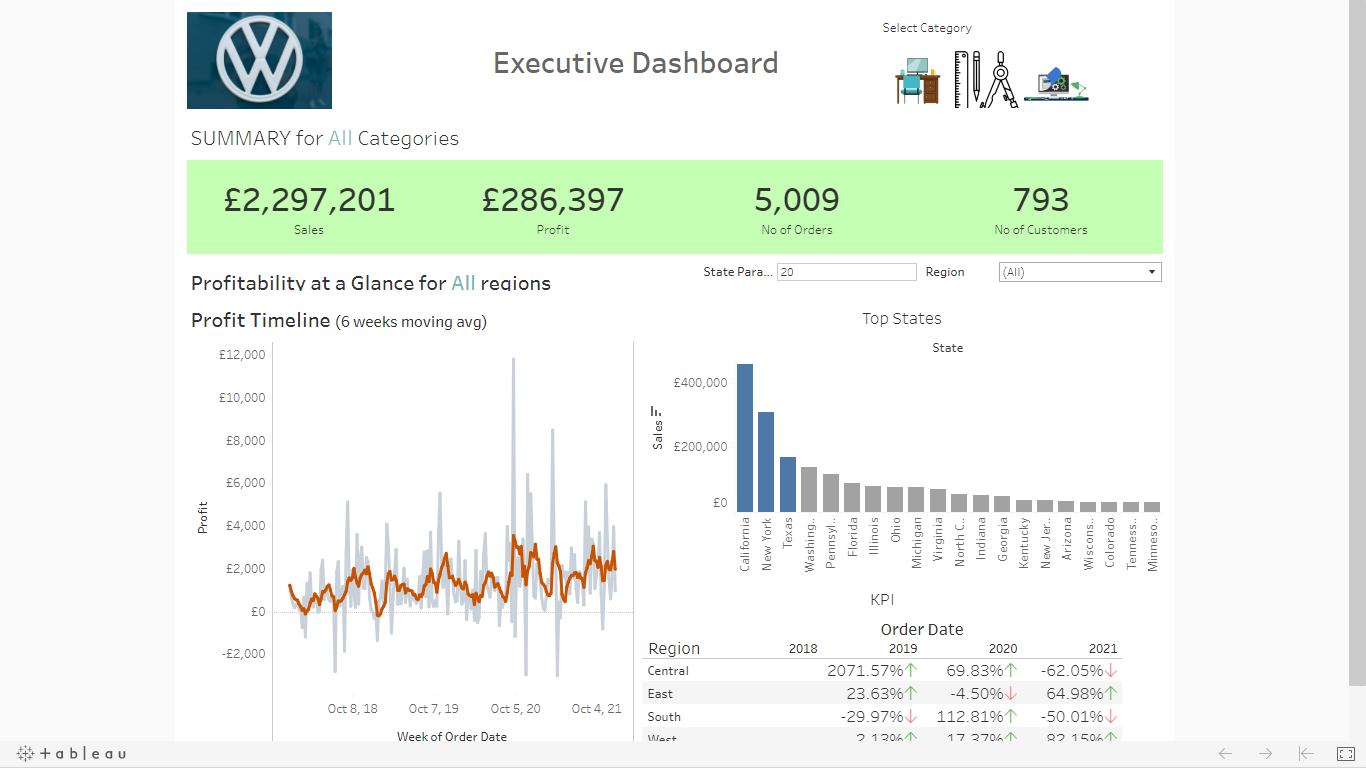 Select Category
Executive Dashboard
SUMMARY for All Categories
£2,297,201 £286,397 5,009 793
Sales Profit No of Orders No of Customers
Profitability at a Glance for All regions
State Para... 20 Region (All)
Profit Timeline (6 weeks moving avg)
Top States
State
£12,000
£10,000
£8,000
£6,000
£4,000
£2,000
£0
-£2,000
Profit
Oct 8, 18 Oct 7, 19 Oct 5, 20 Oct 4, 21
Week of Order Date
£400,000
£200,000
£0
Sales
California
New York
Texas
Washing..
Pennsyl..
Florida
Illinois
Ohio
Michigan
Virginia
North C..
Indiana
Georgia
Kentucky
New Jer..
Arizona
Wiscons..
Colorado
Tennes..
Minneso..
KPI
Order Date
Region 2018 2019 2020 2021
Central 2071.57%↑ 69.83%↑ -62.05%↓
East 23.63%↑ -4.50%↓ 64.98%↑
South -29.97%↓ 112.81%↑ -50.01%↓
West 2.13%↑ 17.37%↑ 82.15%↑
+ a b | e a u